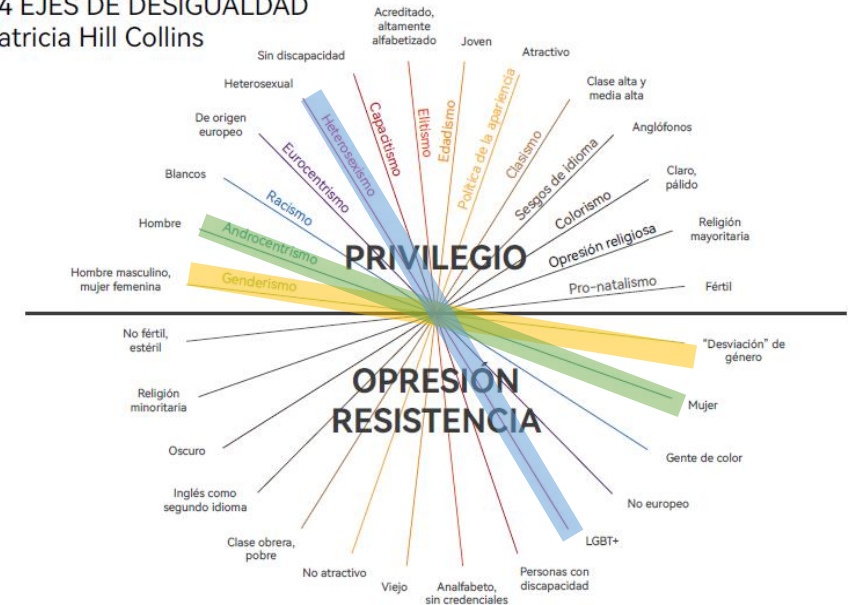 4 EJES DE DESIGUALDAD
atricia Hill Collins
Acreditado,
altamente
alfabetizado
Joven
Atractivo
Sin discapacidad
Heterosexual
Clase alta y
media alta
De origen
europeo
Anglófonos
Blancos
Claro,
pálido
Hombre
Religión
mayoritaria
Hombre masculino,
mujer femenina
Fértil
Genderismo
Androcentrismo
Racismo
Eurocentrismo
Heterosexismo
Capacitismo
Elitismo
Edadismo
Política de la apariencia
Clasismo
Sesgos de idioma
Colorismo
Opresión religiosa
Pro-natalismo
PRIVILEGIO
OPRESIÓN
RESISTENCIA
No fértil,
estéril
"Desviación" de
género
Religión
minoritaria
Mujer
Oscuro
Gente de color
Inglés como
segundo idioma
No europeo
Clase obrera,
pobre
LGBT+
No atractivo
Viejo
Analfabeto,
sin credenciales
Personas con
discapacidad